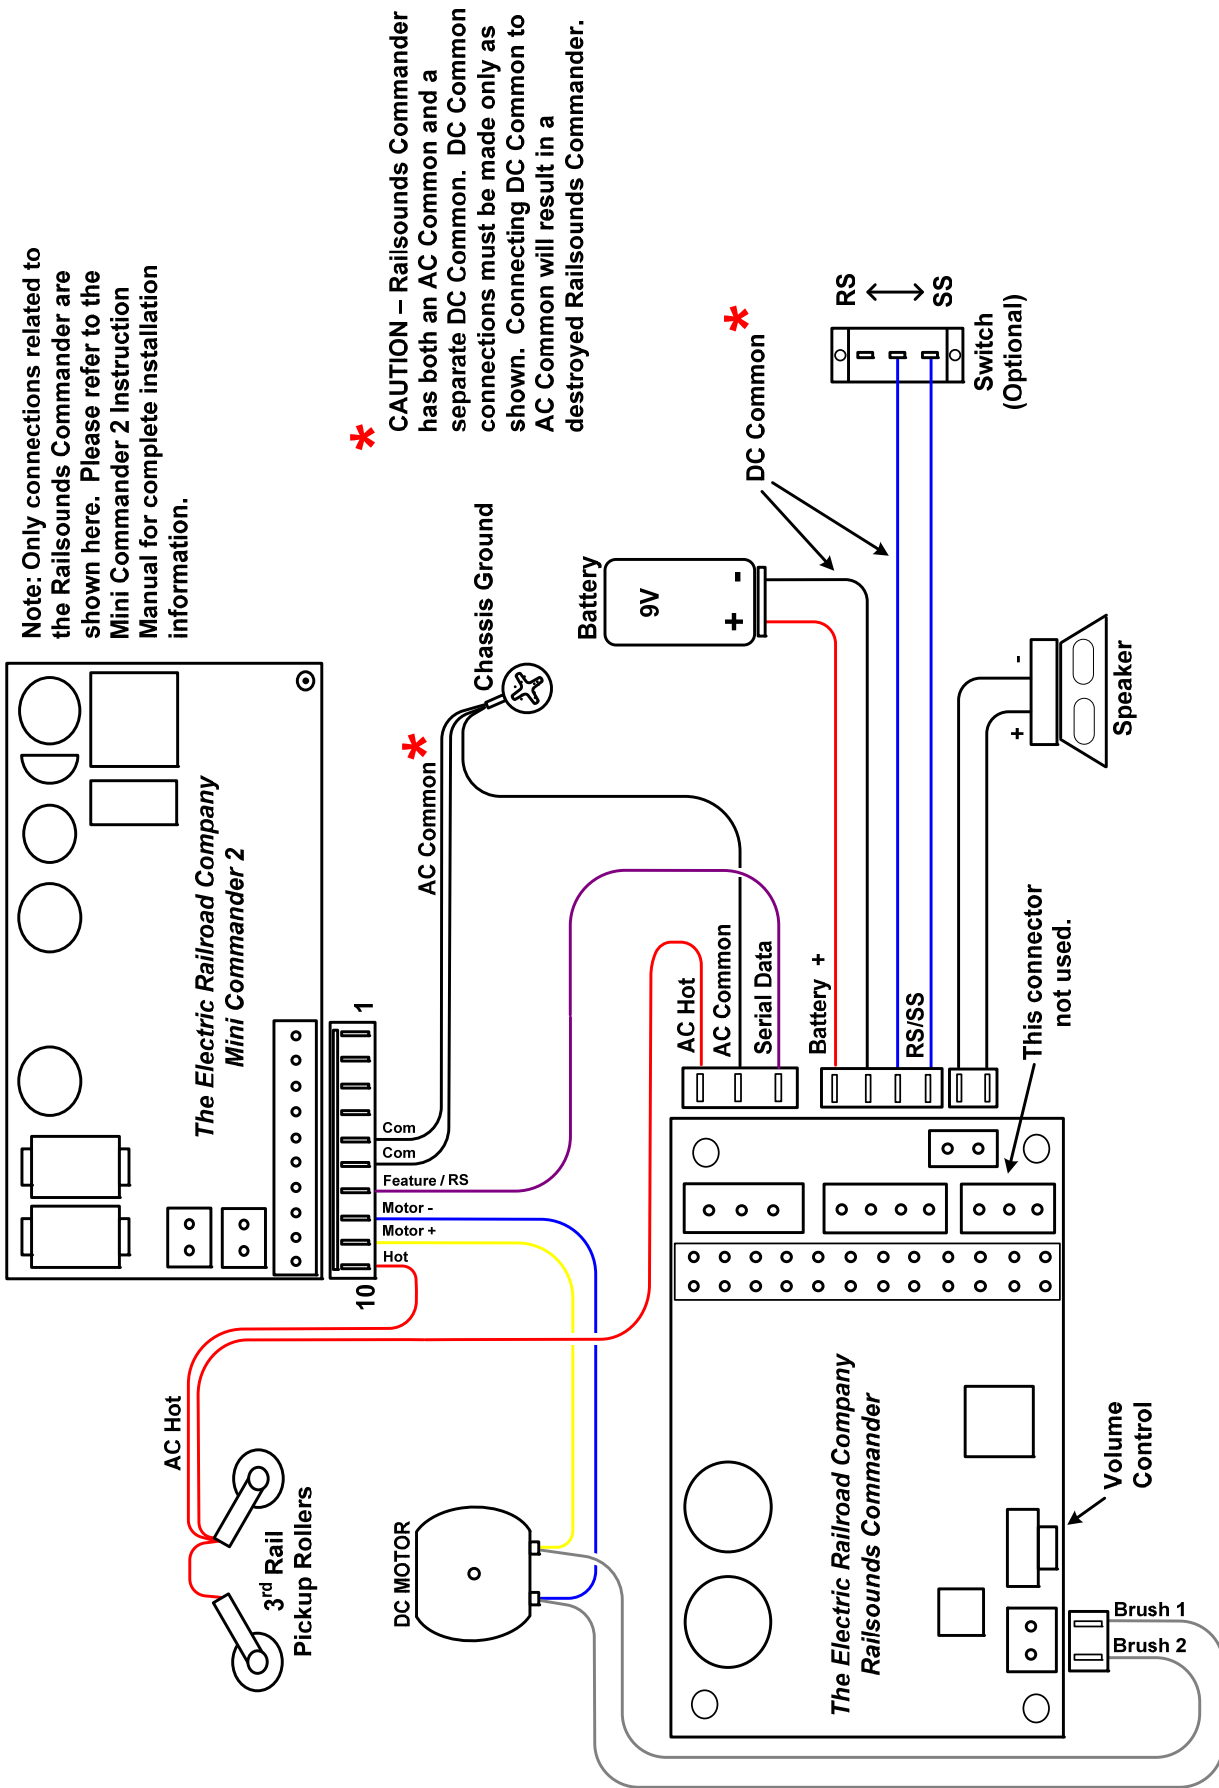 Note: Only connections related to
the Railsounds Commander are
shown here.  Please refer to the
Mini Commander 2 Instruction
Manual for complete installation
information.
*
CAUTION – Railsounds Commander
has both an AC Common and a
separate DC Common.  DC Common
connections must be made only as
shown.  Connecting DC Common to
AC Common will result in a
destroyed Railsounds Commander.
The Electric Railroad Company
Mini Commander 2
1
10
Com
Com
Feature / RS
Motor -
Motor +
Hot
AC Common
*
Chassis Ground
AC Hot
3rd Rail
Pickup Rollers
DC MOTOR
Battery
9V
+
-
DC Common
*
RS
SS
Switch
(Optional)
AC Hot
AC Common
Serial Data
Battery +
RS/SS
+
-
Speaker
This connector
not used.
The Electric Railroad Company
Railsounds Commander
Volume
Control
Brush 1
Brush 2